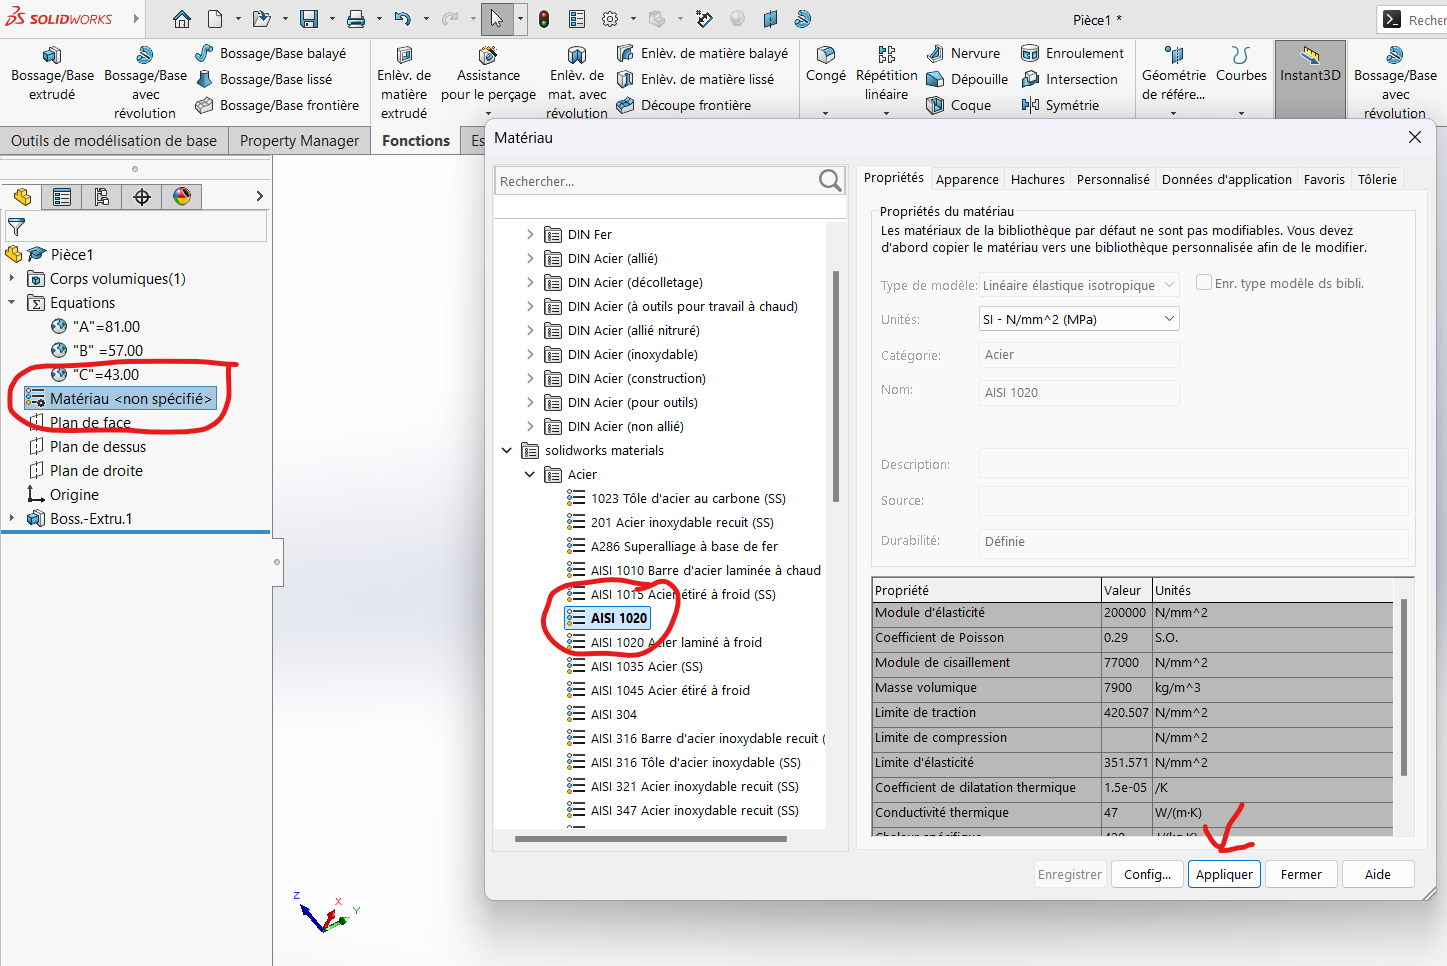 SOLIDWORKS
Pièce1 *
Recher
Bossage/Base extrudé
Bossage/Base avec révolution
Bossage/Base balayé
Bossage/Base lissé
Bossage/Base frontière
Enlèv. de matière extrudé
Assistance pour le perçage
Enlèv. de mat. avec révolution
Enlèv. de matière balayé
Enlèv. de matière lissé
Découpe frontière
Congé
Répétition linéaire
Nervure
Dépouille
Coque
Enroulement
Intersection
Symétrie
Géométrie de référe...
Courbes
Instant3D
Bossage/Base avec révolution
Outils de modélisation de base
Property Manager
Fonctions
Es
Pièce1
Corps volumiques(1)
Equations
"A"=81.00
"B" =57.00
"C"=43.00
Matériau <non spécifié>
Plan de face
Plan de dessus
Plan de droite
Origine
Boss.-Extru.1
Z
X
Y
Matériau
Rechercher...
DIN Fer
DIN Acier (allié)
DIN Acier (décolletage)
DIN Acier (à outils pour travail à chaud)
DIN Acier (allié nitruré)
DIN Acier (inoxydable)
DIN Acier (construction)
DIN Acier (pour outils)
DIN Acier (non allié)
solidworks materials
Acier
1023 Tôle d'acier au carbone (SS)
201 Acier inoxydable recuit (SS)
A286 Superalliage à base de fer
AISI 1010 Barre d'acier laminée à chaud
AISI 1015 Acier étiré à froid (SS)
AISI 1020
AISI 1020 Acier laminé à froid
AISI 1035 Acier (SS)
AISI 1045 Acier étiré à froid
AISI 304
AISI 316 Barre d'acier inoxydable recuit (
AISI 316 Tôle d'acier inoxydable (SS)
AISI 321 Acier inoxydable recuit (SS)
AISI 347 Acier inoxydable recuit (SS)
Propriétés Apparence Hachures Personnalisé Données d'application Favoris Tôlerie
Propriétés du matériau
Les matériaux de la bibliothèque par défaut ne sont pas modifiables. Vous devez
d'abord copier le matériau vers une bibliothèque personnalisée afin de le modifier.
Type de modèle: Linéaire élastique isotropique
Enr. type modèle ds bibli.
Unités: SI - N/mm^2 (MPa)
Catégorie: Acier
Nom: AISI 1020
Description:
Source:
Durabilité: Définie
Propriété Valeur Unités
Module d'élasticité 200000 N/mm^2
Coefficient de Poisson 0.29 S.O.
Module de cisaillement 77000 N/mm^2
Masse volumique 7900 kg/m^3
Limite de traction 420.507 N/mm^2
Limite de compression N/mm^2
Limite d'élasticité 351.571 N/mm^2
Coefficient de dilatation thermique 1.5e-05 /K
Conductivité thermique 47 W/(m·K)
Enregistrer Config... Appliquer Fermer Aide